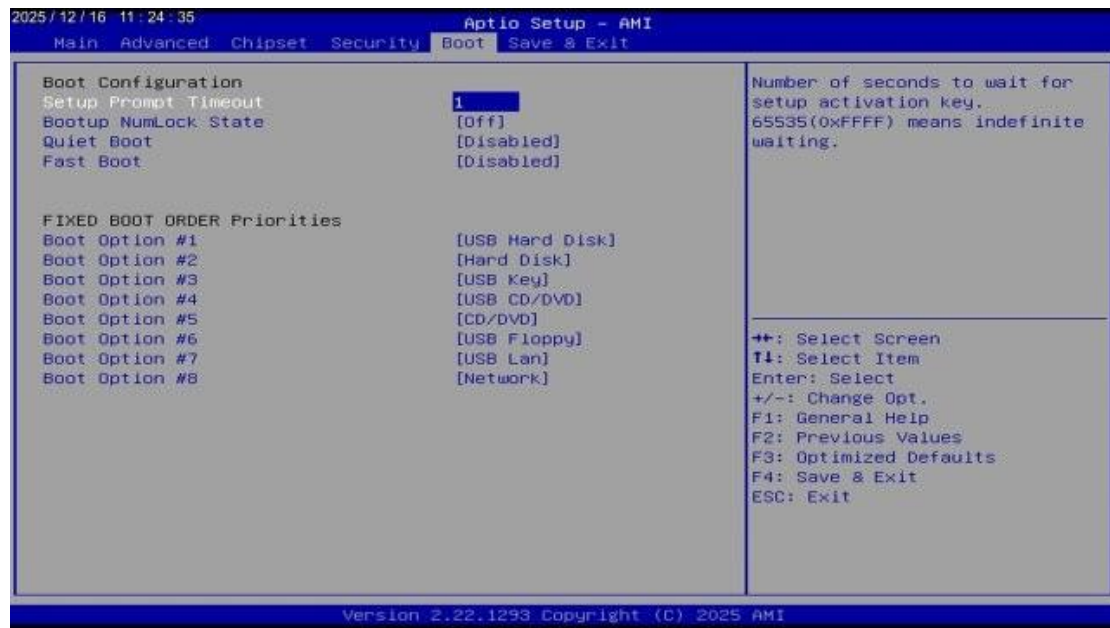 2025/12/16 11:24:35
Aptio Setup - AMI
Main Advanced Chipset Security Boot Save & Exit
Boot Configuration
Setup Prompt Timeout 1
Bootup NumLock State [Off]
Quiet Boot [Disabled]
Fast Boot [Disabled]
FIXED BOOT ORDER Priorities
Boot Option #1 [USB Hard Disk]
Boot Option #2 [Hard Disk]
Boot Option #3 [USB Key]
Boot Option #4 [USB CD/DVD]
Boot Option #5 [CD/DVD]
Boot Option #6 [USB Floppy]
Boot Option #7 [USB Lan]
Boot Option #8 [Network]
Number of seconds to wait for
setup activation key.
65535(0xFFFF) means indefinite
waiting.
→←: Select Screen
↑↓: Select Item
Enter: Select
+/-: Change Opt.
F1: General Help
F2: Previous Values
F3: Optimized Defaults
F4: Save & Exit
ESC: Exit
Version 2.22.1293 Copyright (C) 2025 AMI